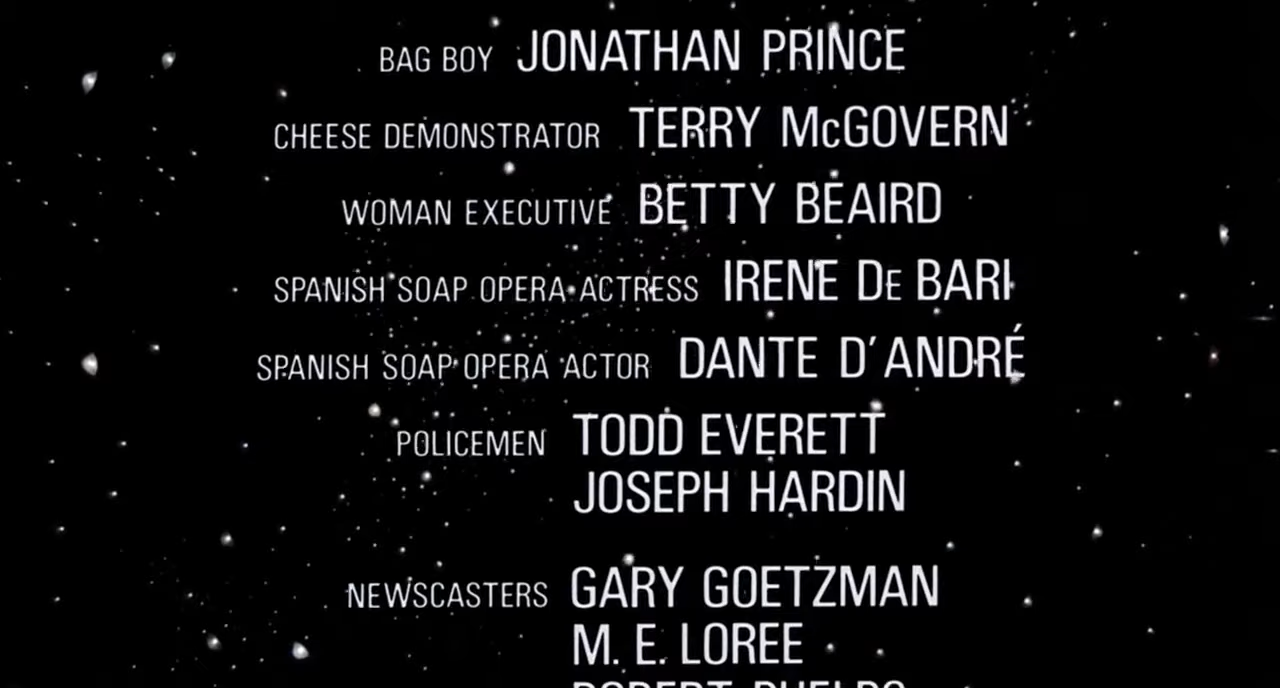 BAG BOY JONATHAN PRINCE
CHEESE DEMONSTRATOR TERRY McGOVERN
WOMAN EXECUTIVE BETTY BEAIRD
SPANISH SOAP OPERA ACTRESS IRENE DE BARI
SPANISH SOAP OPERA ACTOR DANTE D'ANDRÉ
POLICEMEN TODD EVERETT
JOSEPH HARDIN
NEWSCASTERS GARY GOETZMAN
M. E. LOREE